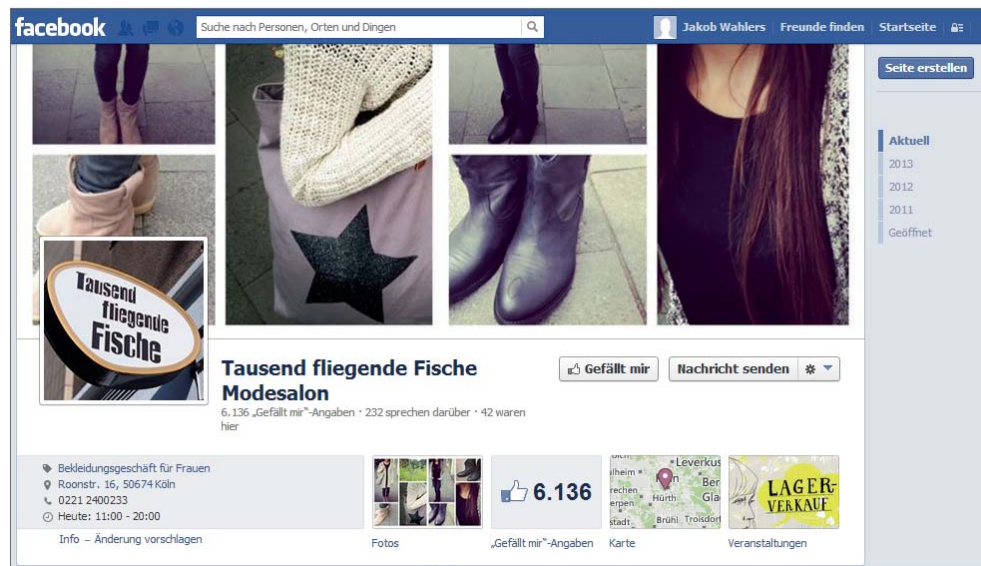 facebook
Suche nach Personen, Orten und Dingen
Jakob Wahlers
Freunde finden
Startseite
Seite erstellen
Aktuell
2013
2012
2011
Geöffnet
Tausend
fliegende
Fische
Tausend fliegende Fische
Modesalon
Gefällt mir
Nachricht senden
6.136 „Gefällt mir“-Angaben · 232 sprechen darüber · 42 waren
hier
Bekleidungsgeschäft für Frauen
Roonstr. 16, 50674 Köln
0221 2400233
Heute: 11:00 - 20:00
Info – Änderung vorschlagen
Fotos
6.136
„Gefällt mir“-Angaben
Leverkus
Hürth
Brühl
Troisdorf
Karte
LAGER-
VERKAUF
Veranstaltungen